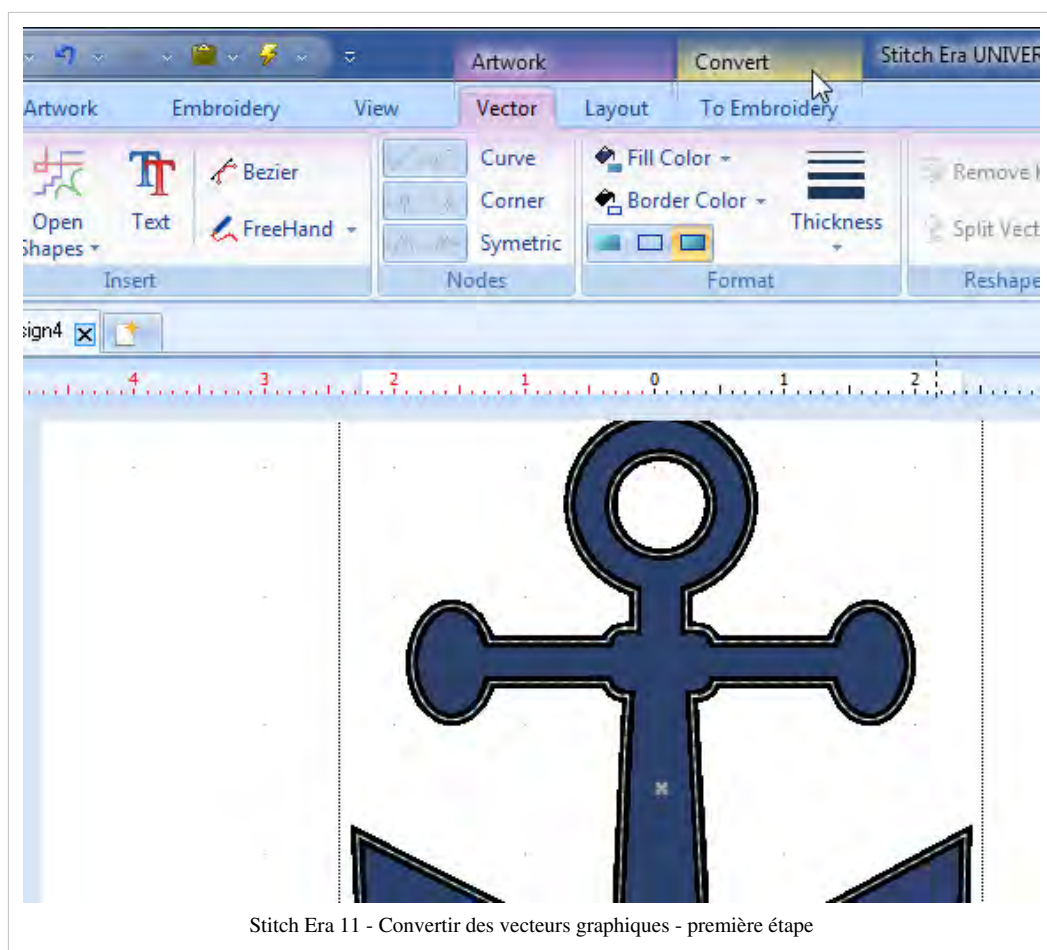 Artwork Convert Stitch Era UNIVER
Artwork Embroidery View Vector Layout To Embroidery
Curve Fill Color
Bezier Remove
Corner Border Color
Open Text FreeHand Thickness Split Vect
Shapes Symetric
Insert Nodes Format Reshape
sign4
4 3 2 1 0 1 2
Stitch Era 11 - Convertir des vecteurs graphiques - première étape